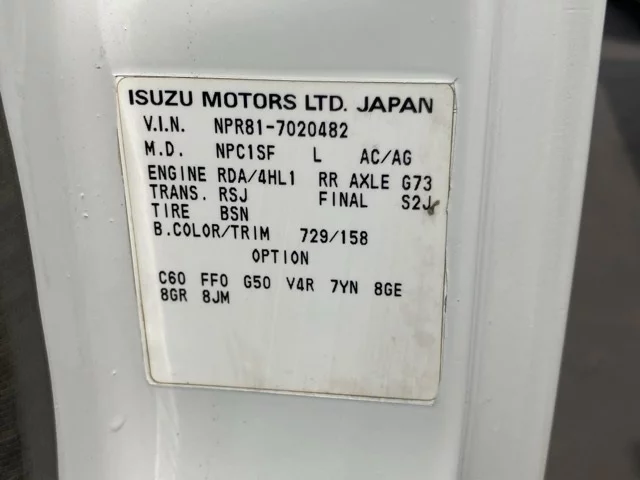 ISUZU MOTORS LTD. JAPAN
V.I.N. NPR81-7020482
M.D. NPC1SF L AC/AG
ENGINE RDA/4HL1 RR AXLE G73
TRANS. RSJ FINAL S2J
TIRE BSN
B.COLOR/TRIM 729/158
OPTION
C60 FF0 G50 V4R 7YN 8GE
8GR 8JM